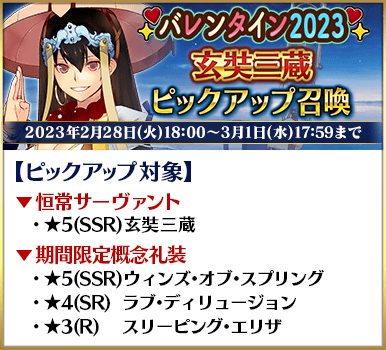 バレンタイン2023
玄奘三蔵
ピックアップ召喚
2023年2月28日(火)18:00～3月1日(水)17:59まで
【ピックアップ対象】
▼恒常サーヴァント
・★5(SSR)玄奘三蔵
▼期間限定概念礼装
・★5(SSR)ウィンズ・オブ・スプリング
・★4(SR) ラブ・ディリュージョン
・★3(R) スリーピング・エリザ